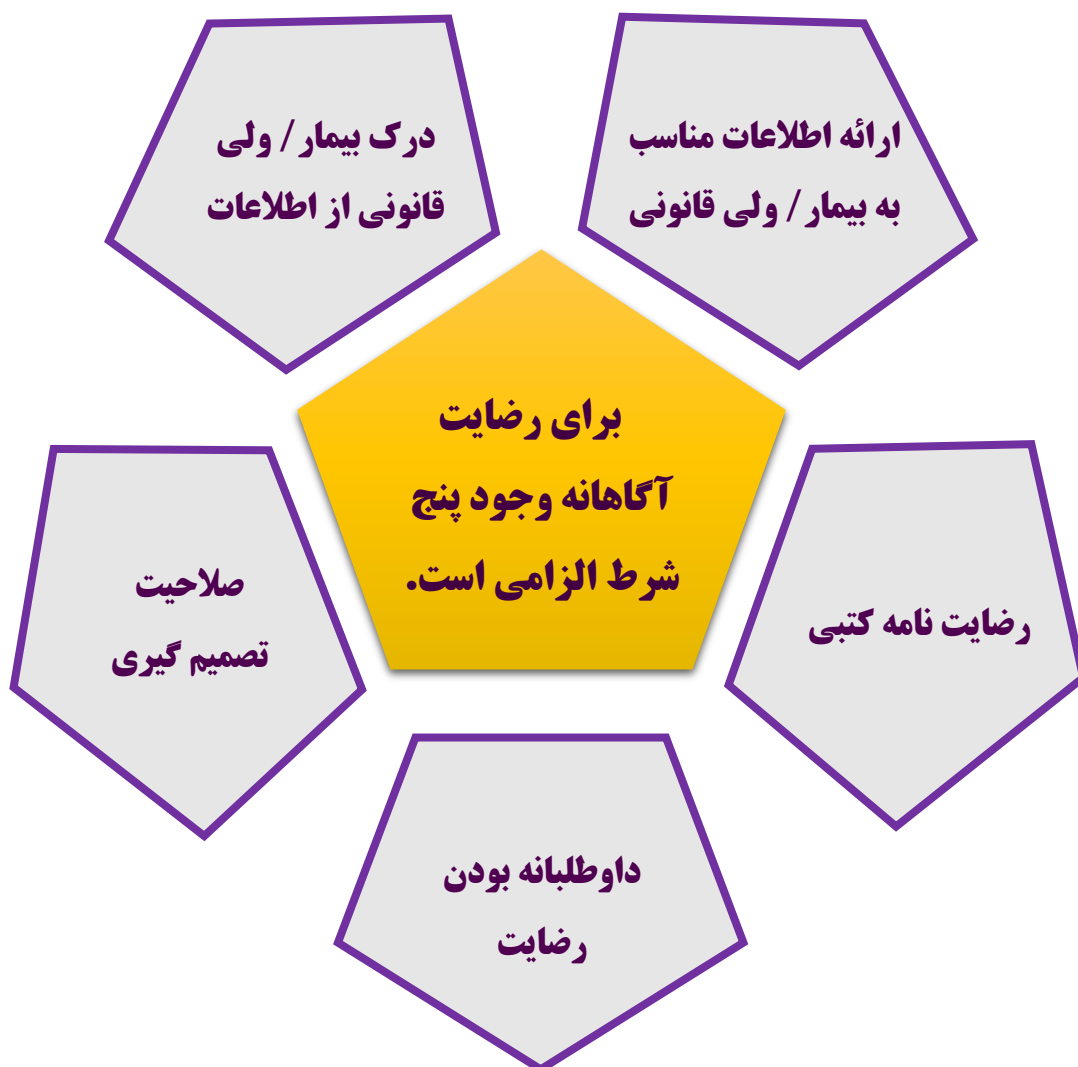 ارائه اطلاعات مناسب
به بیمار/ ولی قانونی
درک بیمار/ ولی
قانونی از اطلاعات
برای رضایت
آگاهانه وجود پنج
شرط الزامی است.
رضایت نامه کتبی
صلاحیت
تصمیم گیری
داوطلبانه بودن
رضایت